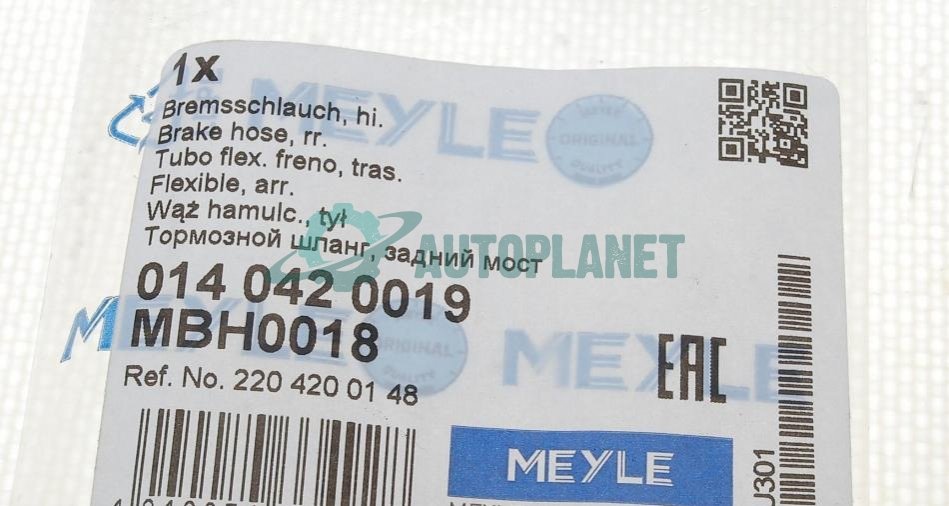 1x
Bremsschlauch, hi.
Brake hose, rr.
Tubo flex. freno, tras.
Flexible, arr.
Wąż hamulc., tył
Тормозной шланг, задний мост
014 042 0019
MBH0018
Ref. No. 220 420 01 48
MEYLE
ORIGINAL
QUALITY
AUTOPLANET
MEYLE
ORIGINAL
QUALITY
MEYLE
EAC
MEYLE